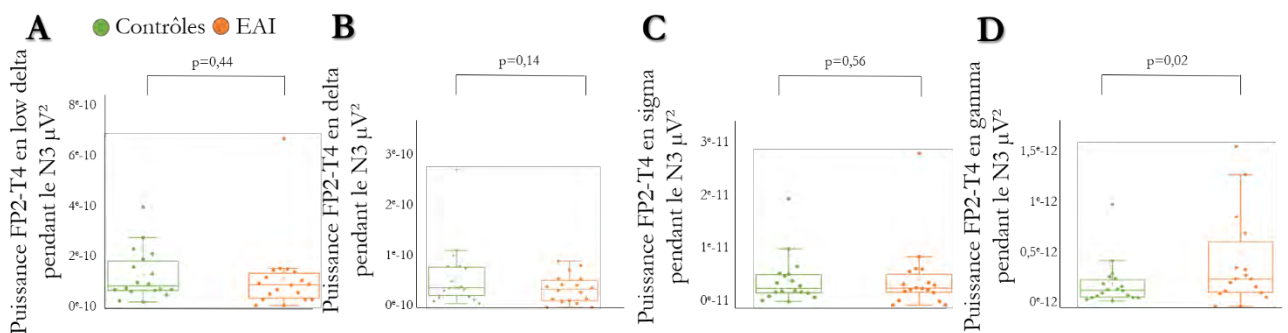 A
Contrôles EAI
Puissance FP2-T4 en low delta
pendant le N3 µV²
p=0,44
8ᵉ-10
6ᵉ-10
4ᵉ-10
2ᵉ-10
0ᵉ-10
B
Puissance FP2-T4 en delta
pendant le N3 µV²
p=0,14
3ᵉ-10
2ᵉ-10
1ᵉ-10
0ᵉ-10
C
Puissance FP2-T4 en sigma
pendant le N3 µV²
p=0,56
3ᵉ-11
2ᵉ-11
1ᵉ-11
0ᵉ-11
D
Puissance FP2-T4 en gamma
pendant le N3 µV²
p=0,02
1,5ᵉ-12
1ᵉ-12
0,5ᵉ-12
0ᵉ-12